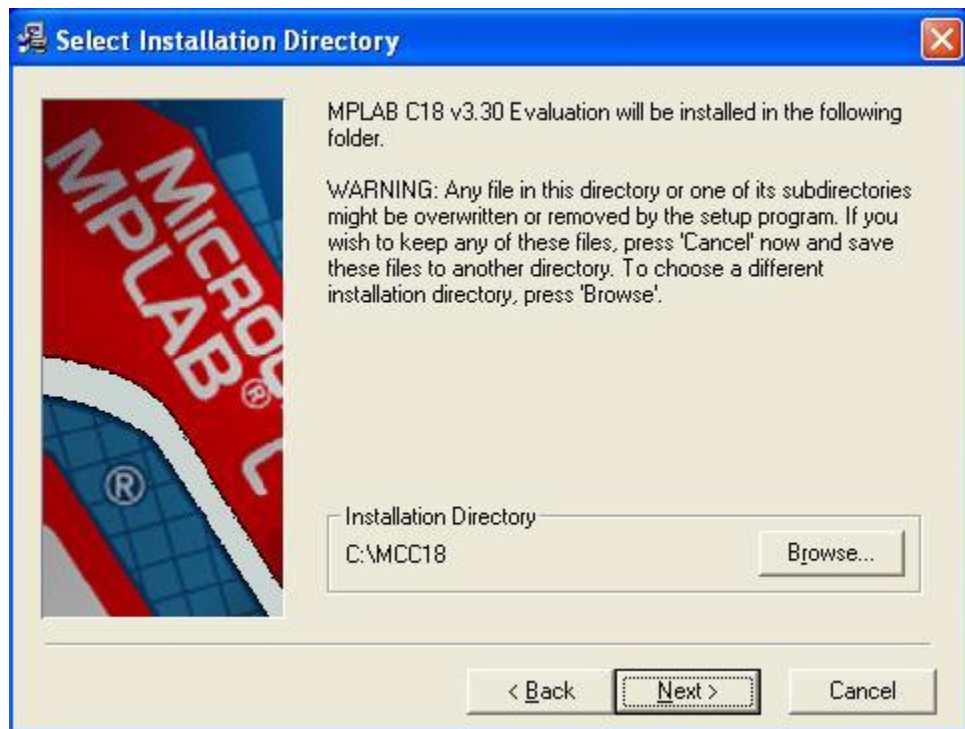 Select Installation Directory
MPLAB C18 v3.30 Evaluation will be installed in the following
folder.
WARNING: Any file in this directory or one of its subdirectories
might be overwritten or removed by the setup program. If you
wish to keep any of these files, press 'Cancel' now and save
these files to another directory. To choose a different
installation directory, press 'Browse'.
MICRO
MPLAB®
C
®
Installation Directory
C:\MCC18
Browse...
< Back
Next >
Cancel